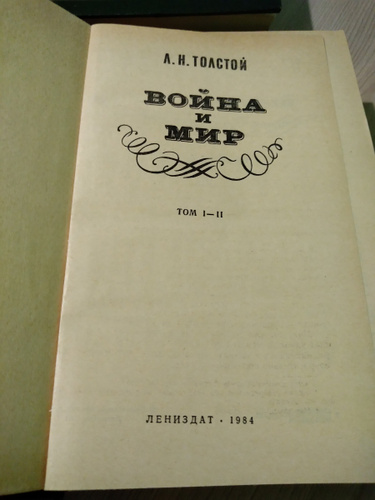 Л. Н. ТОЛСТОЙ
ВОЙНА
И
МИР
ТОМ I—II
ЛЕНИЗДАТ · 1984